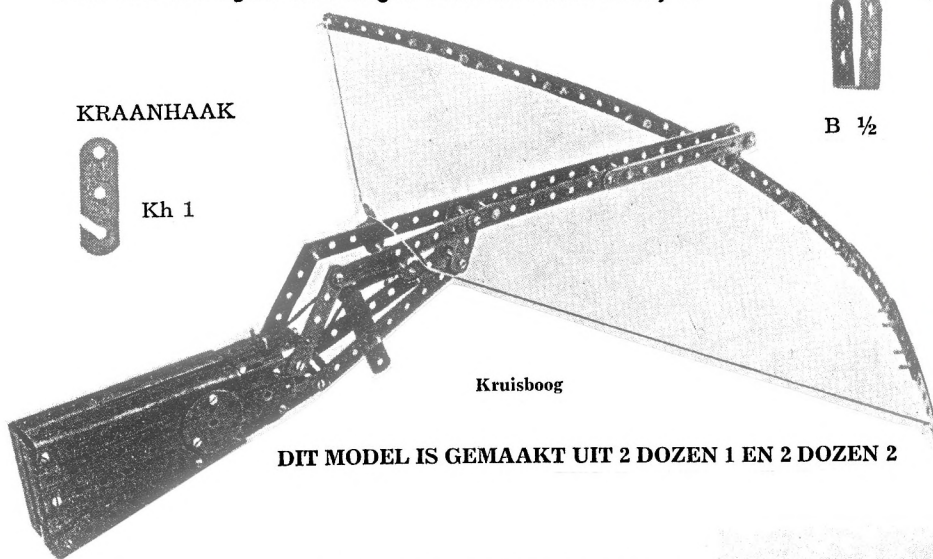 KRAANHAAK
B ½
Kh 1
Kruisboog
DIT MODEL IS GEMAAKT UIT 2 DOZEN 1 EN 2 DOZEN 2